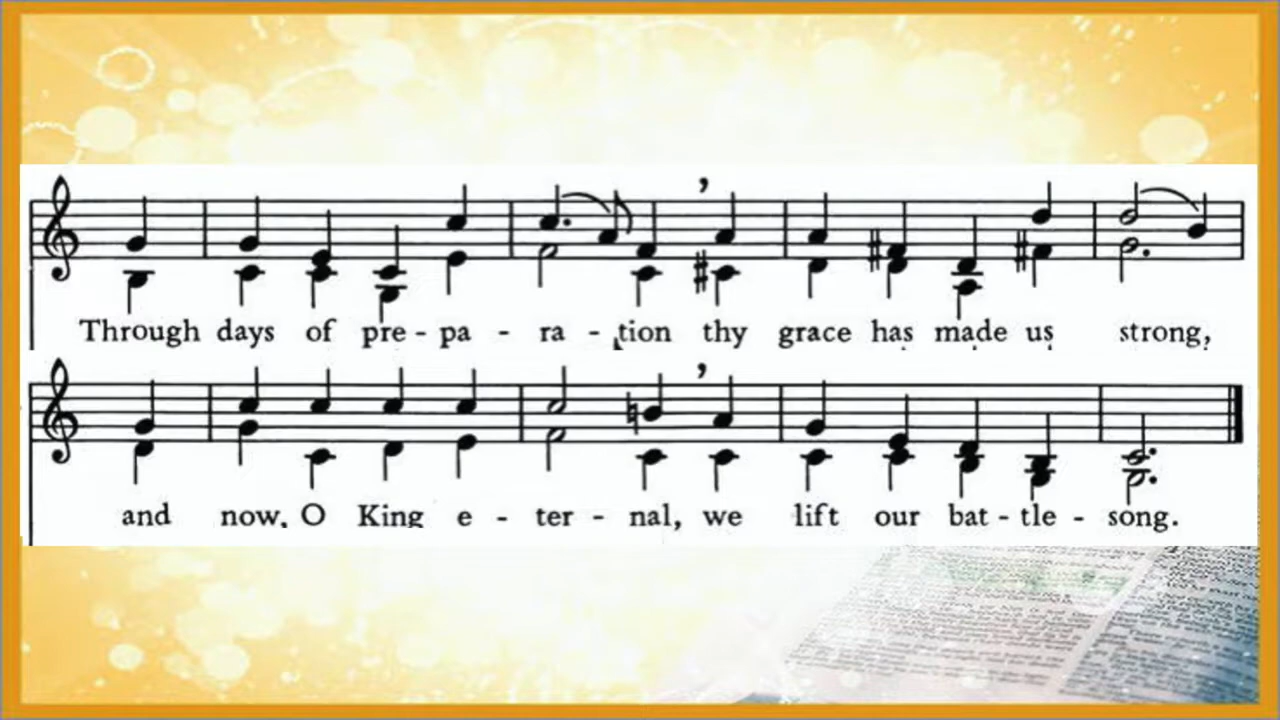 Through days of pre - pa - ra - tion thy grace has made us strong,
and now, O King e - ter - nal, we lift our bat - tle - song.